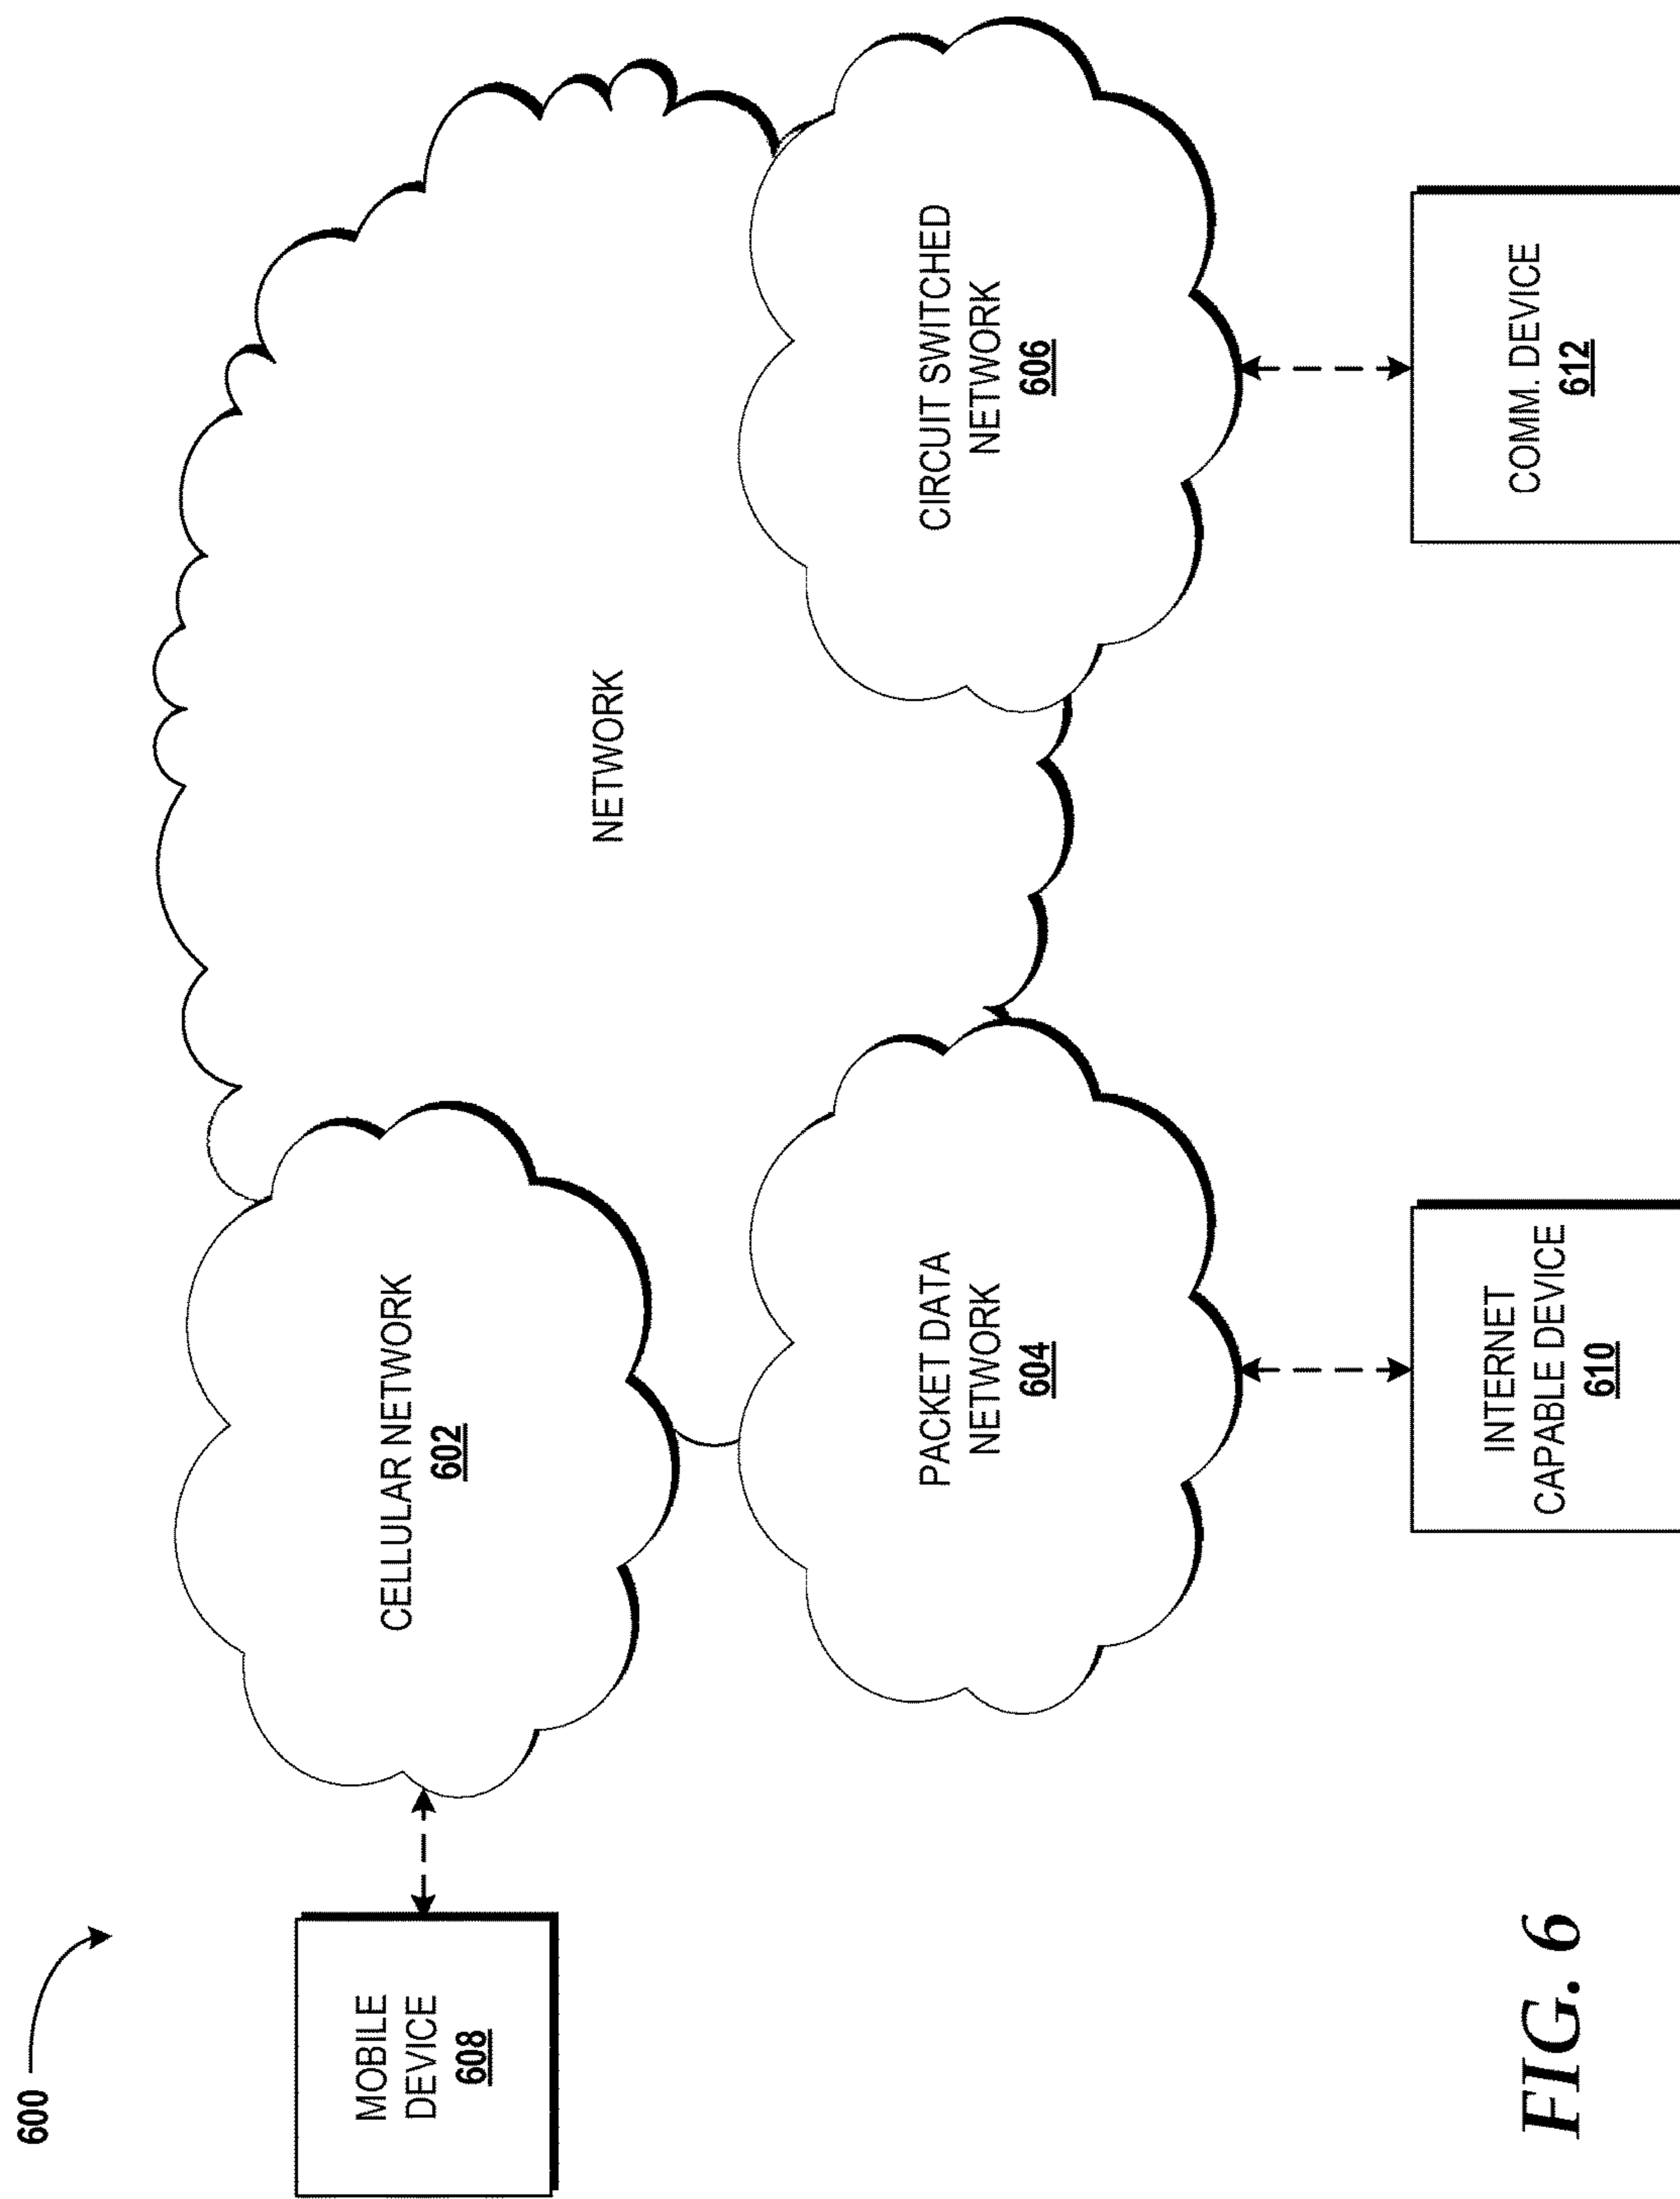 600
MOBILE
DEVICE
608
CELLULAR NETWORK
602
NETWORK
PACKET DATA
NETWORK
604
CIRCUIT SWITCHED
NETWORK
606
INTERNET
CAPABLE DEVICE
610
COMM. DEVICE
612
FIG. 6